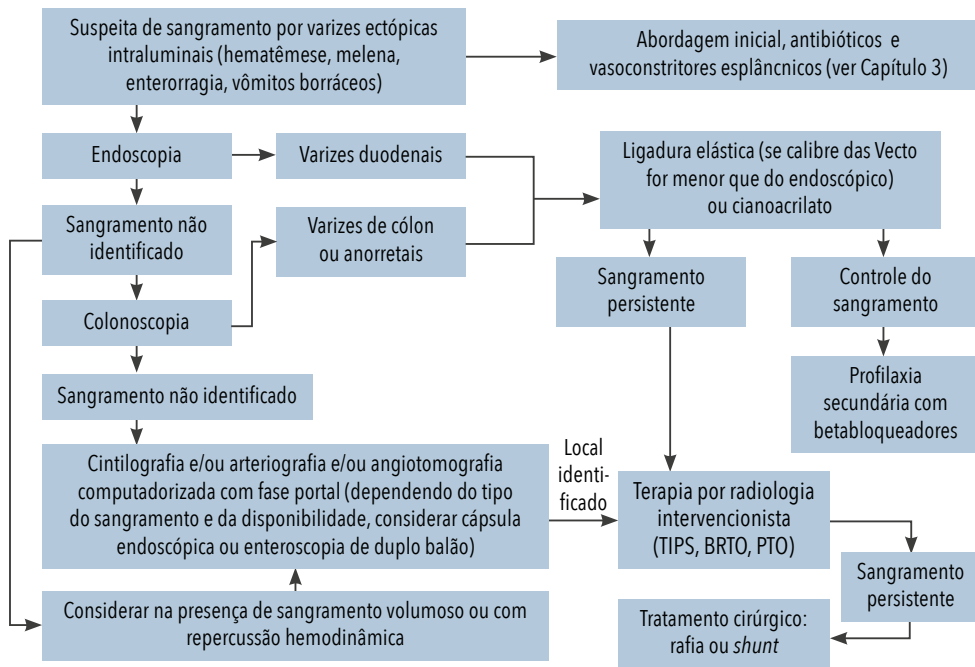 Suspeita de sangramento por varizes ectópicas
intraluminais (hematêmese, melena,
enterorragia, vômitos borráceos)
Abordagem inicial, antibióticos e
vasoconstritores esplâncnicos (ver Capítulo 3)
Endoscopia
Varizes duodenais
Ligadura elástica (se calibre das Vecto
for menor que do endoscópico)
ou cianoacrilato
Sangramento não
identificado
Varizes de cólon
ou anorretais
Colonoscopia
Sangramento
persistente
Controle do
sangramento
Sangramento não identificado
Profilaxia
secundária com
betabloqueadores
Cintilografia e/ou arteriografia e/ou angiotomografia
computadorizada com fase portal (dependendo do tipo
do sangramento e da disponibilidade, considerar cápsula
endoscópica ou enteroscopia de duplo balão)
Local
identi-
ficado
Terapia por radiologia
intervencionista
(TIPS, BRTO, PTO)
Sangramento
persistente
Considerar na presença de sangramento volumoso ou com
repercussão hemodinâmica
Tratamento cirúrgico:
rafia ou shunt